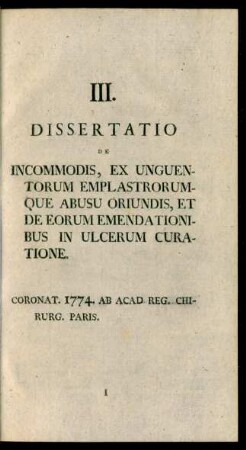 III.
DISSERTATIO
DE
INCOMMODIS, EX UNGUEN-
TORUM EMPLASTRORUM-
QUE ABUSU ORIUNDIS, ET
DE EORUM EMENDATIONI-
BUS IN ULCERUM CURA-
TIONE.
CORONAT. 1774. AB ACAD REG. CHI-
RURG. PARIS.
I